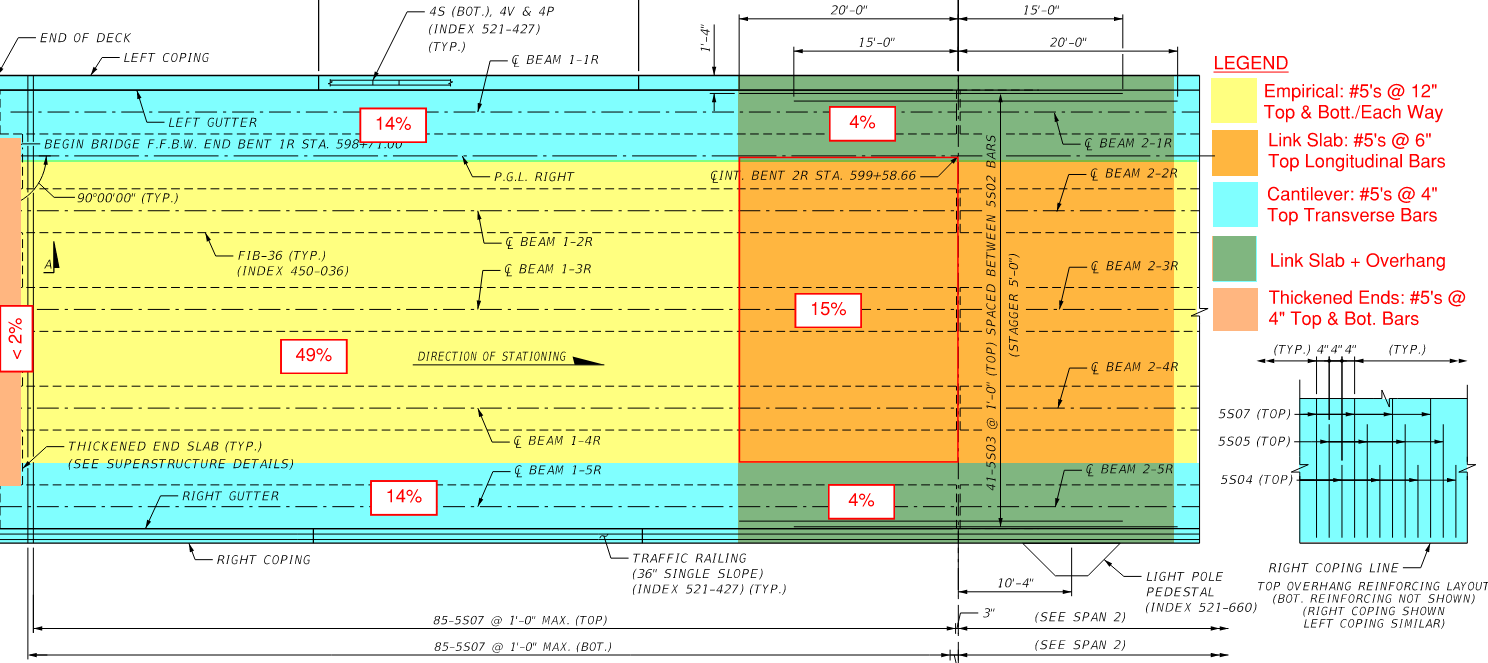 4S (BOT.), 4V & 4P
(INDEX 521-427)
(TYP.)
20'-0"
15'-0"
15'-0"
20'-0"
1'-4"
END OF DECK
LEFT COPING
℄ BEAM 1-1R
LEFT GUTTER
14%
4%
BEGIN BRIDGE F.F.B.W. END BENT 1R STA. 598+71.00
℄ BEAM 2-1R
P.G.L. RIGHT
℄ INT. BENT 2R STA. 599+58.66
℄ BEAM 2-2R
90°00'00" (TYP.)
℄ BEAM 1-2R
FIB-36 (TYP.)
(INDEX 450-036)
A
℄ BEAM 1-3R
℄ BEAM 2-3R
15%
< 2%
49%
DIRECTION OF STATIONING
℄ BEAM 2-4R
41-5S03 @ 1'-0" (TOP) SPACED BETWEEN 5S02 BARS
(STAGGER 5'-0")
℄ BEAM 1-4R
THICKENED END SLAB (TYP.)
(SEE SUPERSTRUCTURE DETAILS)
℄ BEAM 1-5R
℄ BEAM 2-5R
RIGHT GUTTER
14%
4%
RIGHT COPING
TRAFFIC RAILING
(36" SINGLE SLOPE)
(INDEX 521-427) (TYP.)
10'-4"
LIGHT POLE
PEDESTAL
(INDEX 521-660)
85-5S07 @ 1'-0" MAX. (TOP)
3"
(SEE SPAN 2)
85-5S07 @ 1'-0" MAX. (BOT.)
(SEE SPAN 2)
LEGEND
Empirical: #5's @ 12"
Top & Bott./Each Way
Link Slab: #5's @ 6"
Top Longitudinal Bars
Cantilever: #5's @ 4"
Top Transverse Bars
Link Slab + Overhang
Thickened Ends: #5's @
4" Top & Bot. Bars
(TYP.) 4" 4" 4" (TYP.)
5S07 (TOP)
5S05 (TOP)
5S04 (TOP)
RIGHT COPING LINE
TOP OVERHANG REINFORCING LAYOUT
(BOT. REINFORCING NOT SHOWN)
(RIGHT COPING SHOWN
LEFT COPING SIMILAR)